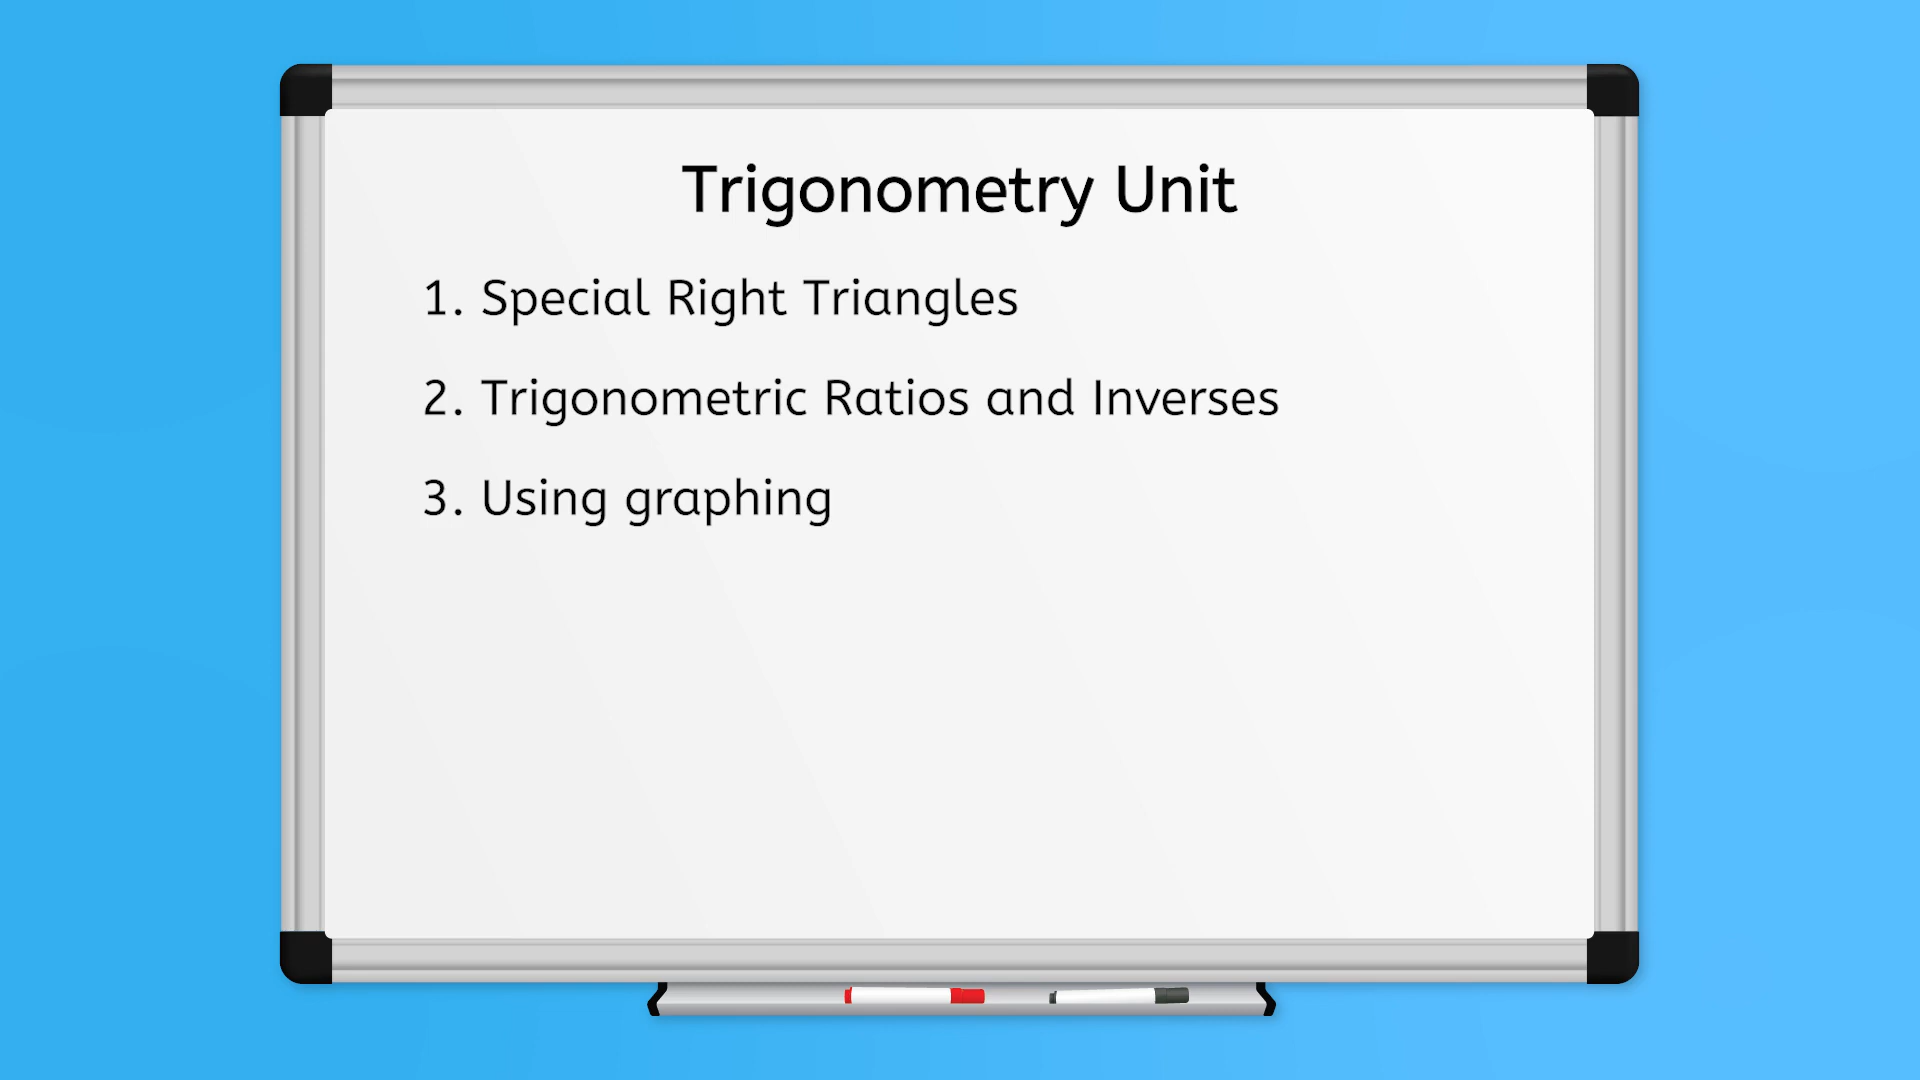 Trigonometry Unit
1. Special Right Triangles
2. Trigonometric Ratios and Inverses
3. Using graphing